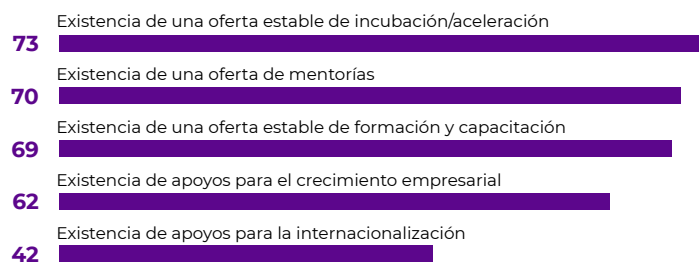 Existencia de una oferta estable de incubación/aceleración
73
Existencia de una oferta de mentorías
70
Existencia de una oferta estable de formación y capacitación
69
Existencia de apoyos para el crecimiento empresarial
62
Existencia de apoyos para la internacionalización
42